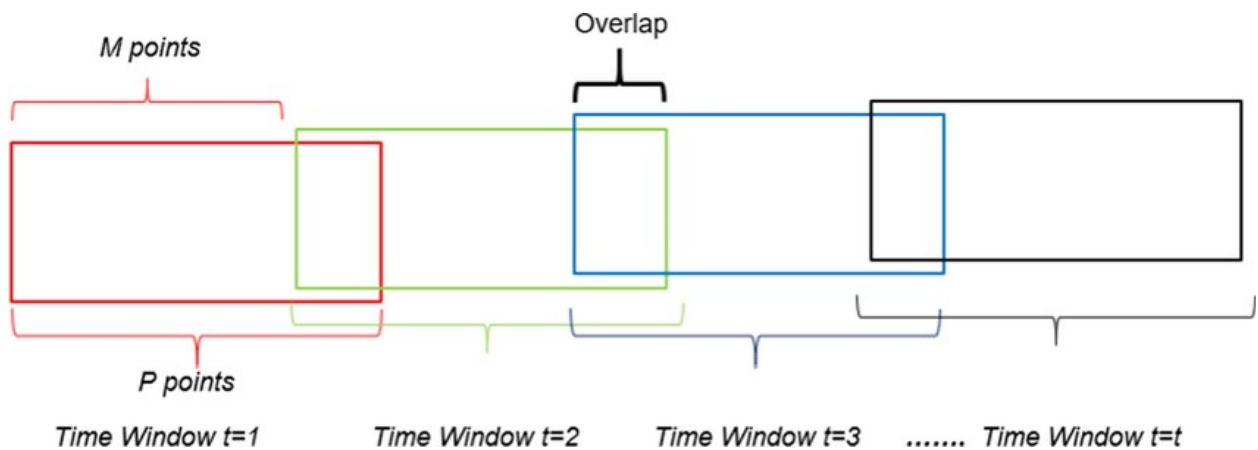 Overlap
M points
P points
Time Window t=1 Time Window t=2 Time Window t=3 ....... Time Window t=t